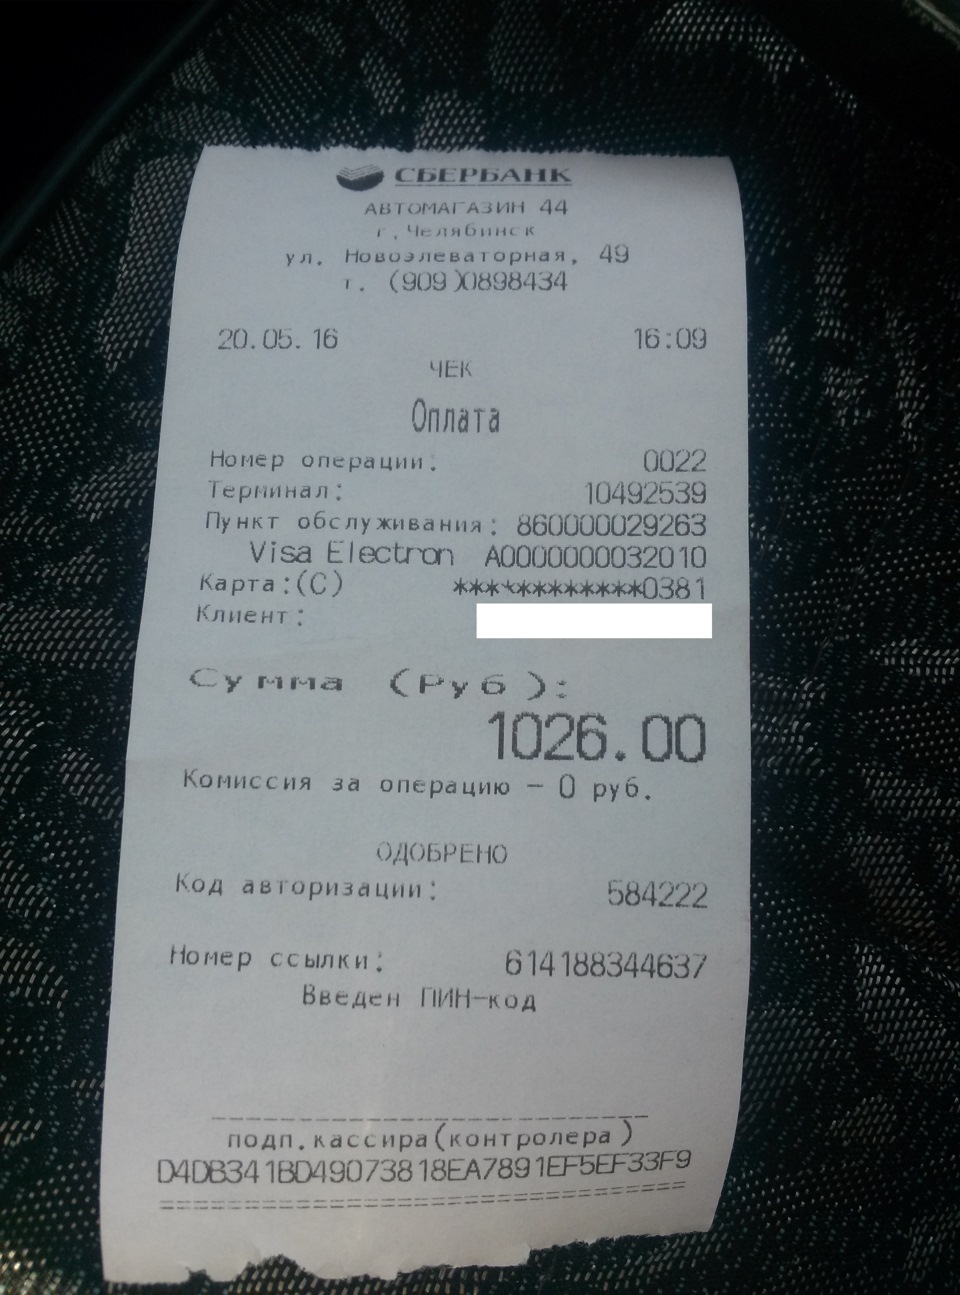 СБЕРБАНК
АВТОМАГАЗИН 44
г.Челябинск
ул. Новоэлеваторная, 49
т. (909)0898434
20.05.16 16:09
ЧЕК
Оплата
Номер операции: 0022
Терминал: 10492539
Пункт обслуживания: 860000029263
Visa Electron A0000000032010
Карта:(C) ************0381
Клиент:
Сумма (Руб):
1026.00
Комиссия за операцию - 0 руб.
ОДОБРЕНО
Код авторизации: 584222
Номер ссылки: 614188344637
Введен ПИН-код
подп.кассира(контролера)
D4DB341BD49073818EA7891EF5EF33F9